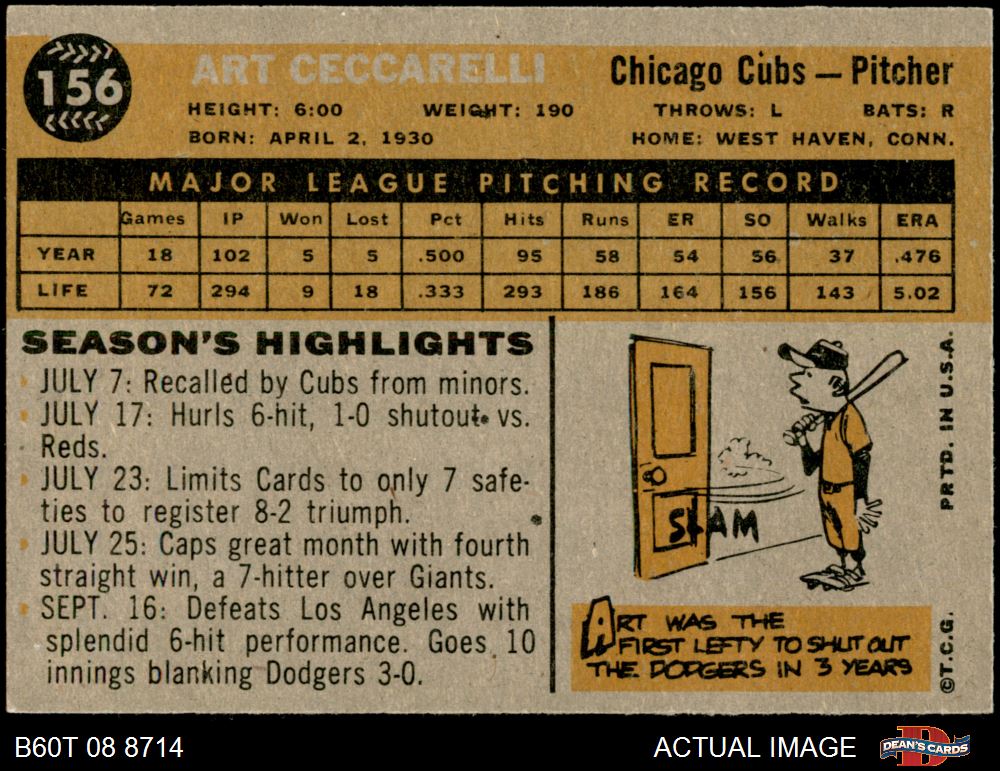 156
ART CECCARELLI
Chicago Cubs — Pitcher
HEIGHT: 6:00 WEIGHT: 190 THROWS: L BATS: R
BORN: APRIL 2, 1930 HOME: WEST HAVEN, CONN.
MAJOR LEAGUE PITCHING RECORD
Games IP Won Lost Pct Hits Runs ER SO Walks ERA
YEAR 18 102 5 5 .500 95 58 54 56 37 .476
LIFE 72 294 9 18 .333 293 186 164 156 143 5.02
SEASON'S HIGHLIGHTS
JULY 7: Recalled by Cubs from minors.
JULY 17: Hurls 6-hit, 1-0 shutout vs.
Reds.
JULY 23: Limits Cards to only 7 safe-
ties to register 8-2 triumph.
JULY 25: Caps great month with fourth
straight win, a 7-hitter over Giants.
SEPT. 16: Defeats Los Angeles with
splendid 6-hit performance. Goes 10
innings blanking Dodgers 3-0.
SLAM
ART WAS THE
FIRST LEFTY TO SHUT OUT
THE DODGERS IN 3 YEARS
PRTD. IN U.S.A.
©T.C.G.
B60T 08 8714
ACTUAL IMAGE
DEAN'S CARDS